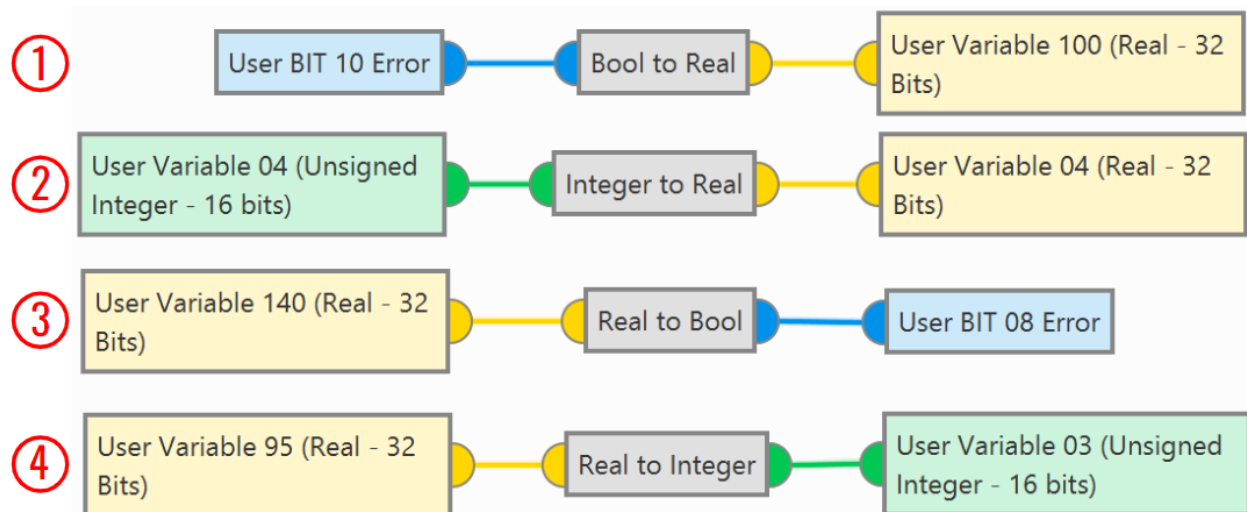 ①
User BIT 10 Error
Bool to Real
User Variable 100 (Real - 32
Bits)
②
User Variable 04 (Unsigned
Integer - 16 bits)
Integer to Real
User Variable 04 (Real - 32
Bits)
③
User Variable 140 (Real - 32
Bits)
Real to Bool
User BIT 08 Error
④
User Variable 95 (Real - 32
Bits)
Real to Integer
User Variable 03 (Unsigned
Integer - 16 bits)